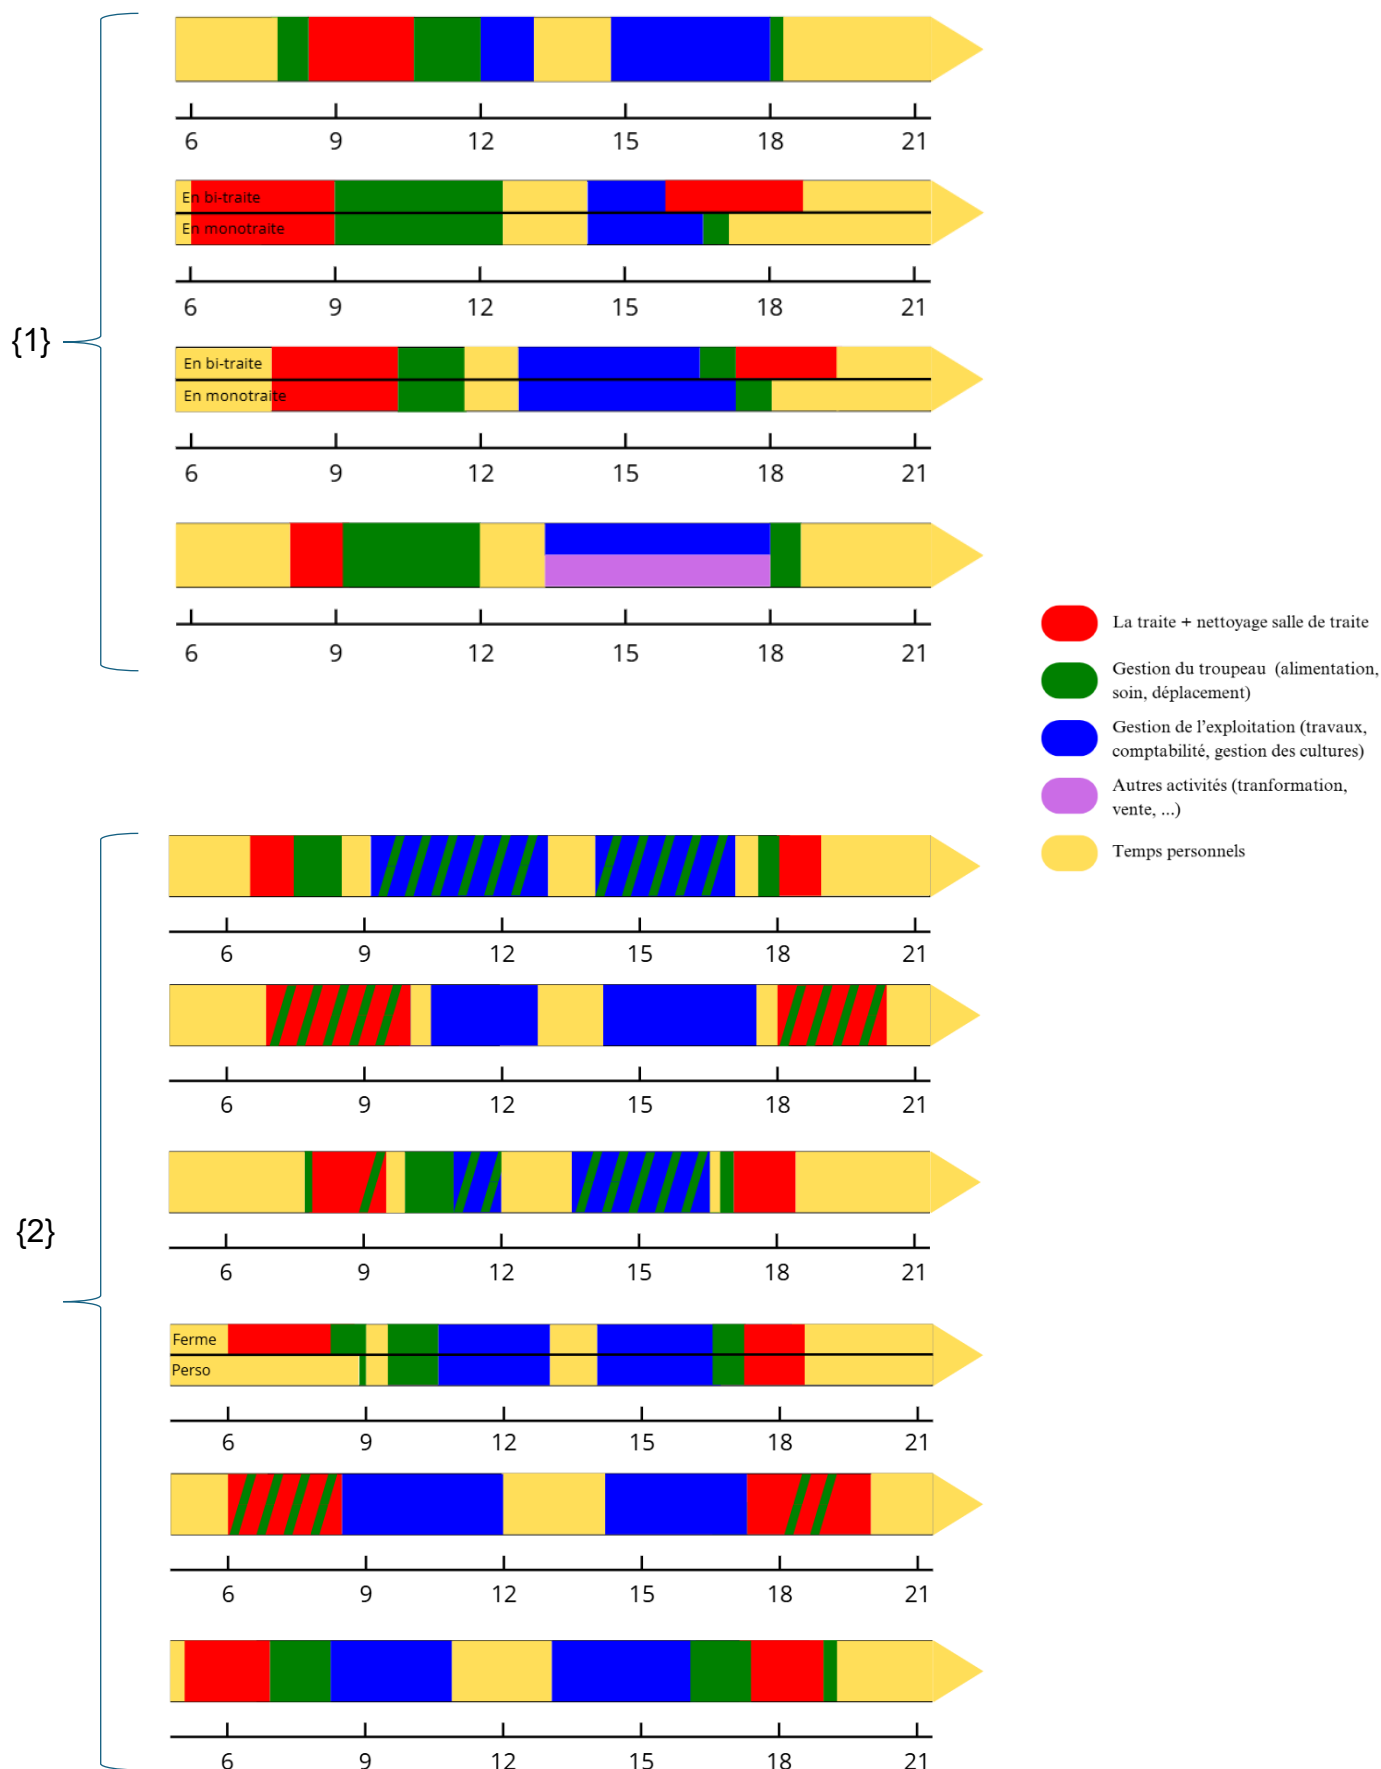 6 9 12 15 18 21
En bi-traite
En monotraite
6 9 12 15 18 21
{1}
En bi-traite
En monotraite
6 9 12 15 18 21
6 9 12 15 18 21
La traite + nettoyage salle de traite
Gestion du troupeau (alimentation,
soin, déplacement)
Gestion de l'exploitation (travaux,
comptabilité, gestion des cultures)
Autres activités (tranformation,
vente, ...)
Temps personnels
6 9 12 15 18 21
6 9 12 15 18 21
{2}
6 9 12 15 18 21
Ferme
Perso
6 9 12 15 18 21
6 9 12 15 18 21
6 9 12 15 18 21